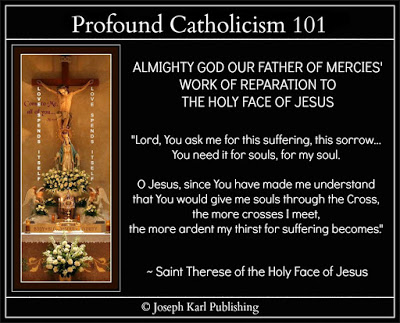 Profound Catholicism 101
LOVE SPENDS ITSELF
LOVE SPENDS ITSELF
ALMIGHTY GOD OUR FATHER OF MERCIES'
WORK OF REPARATION TO
THE HOLY FACE OF JESUS
"Lord, You ask me for this suffering, this sorrow...
You need it for souls, for my soul.
O Jesus, since You have made me understand
that You would give me souls through the Cross,
the more crosses I meet,
the more ardent my thirst for suffering becomes."
~ Saint Therese of the Holy Face of Jesus
© Joseph Karl Publishing